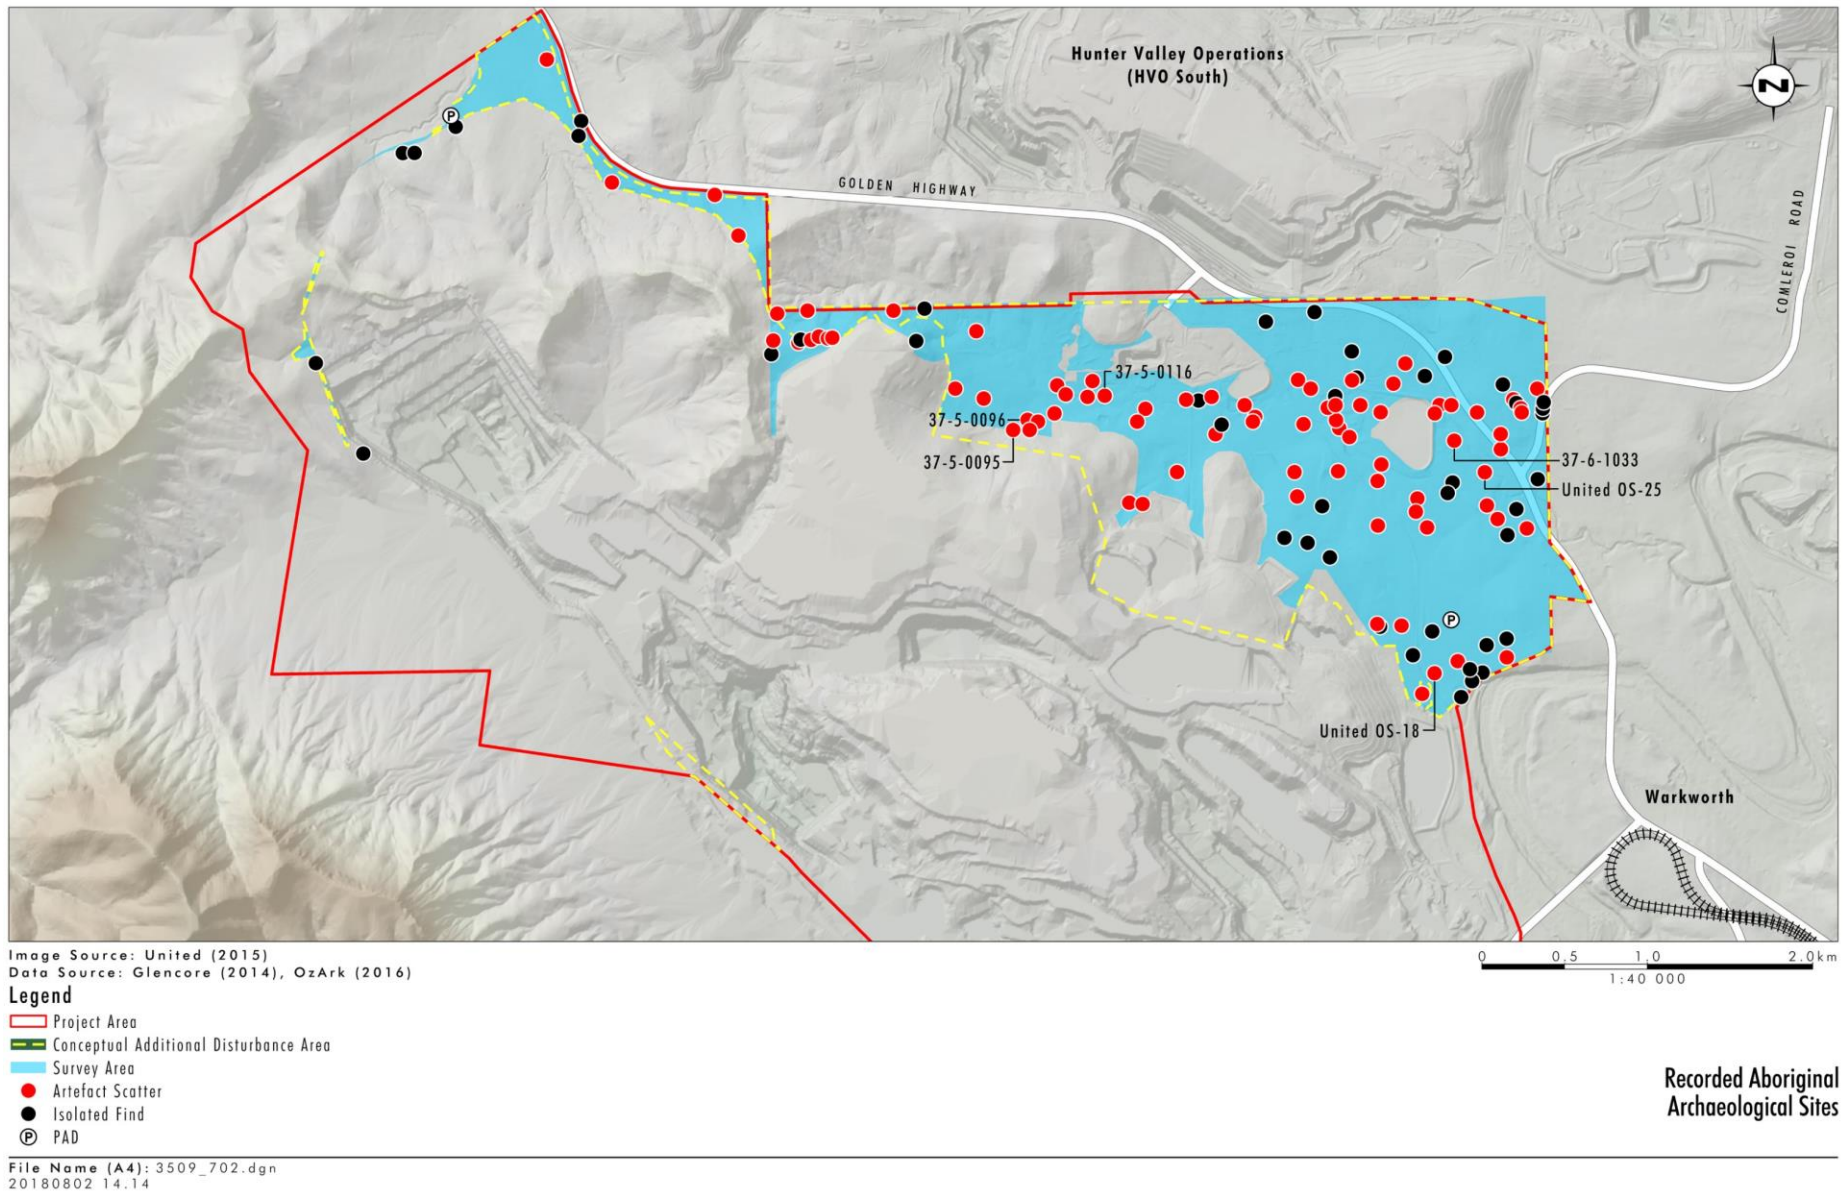 Hunter Valley Operations
(HVO South)
N
GOLDEN HIGHWAY
COMLEROI ROAD
37-5-0116
37-5-0096
37-5-0095
37-6-1033
United OS-25
P
P
United OS-18
Warkworth
Image Source: United (2015)
Data Source: Glencore (2014), OzArk (2016)
0 0,5 1,0 2.0km
1:40 000
Legend
Project Area
Conceptual Additional Disturbance Area
Survey Area
Artefact Scatter
Isolated Find
P PAD
Recorded Aboriginal
Archaeological Sites
File Name (A4): 3509_702.dgn
20180802 14.14